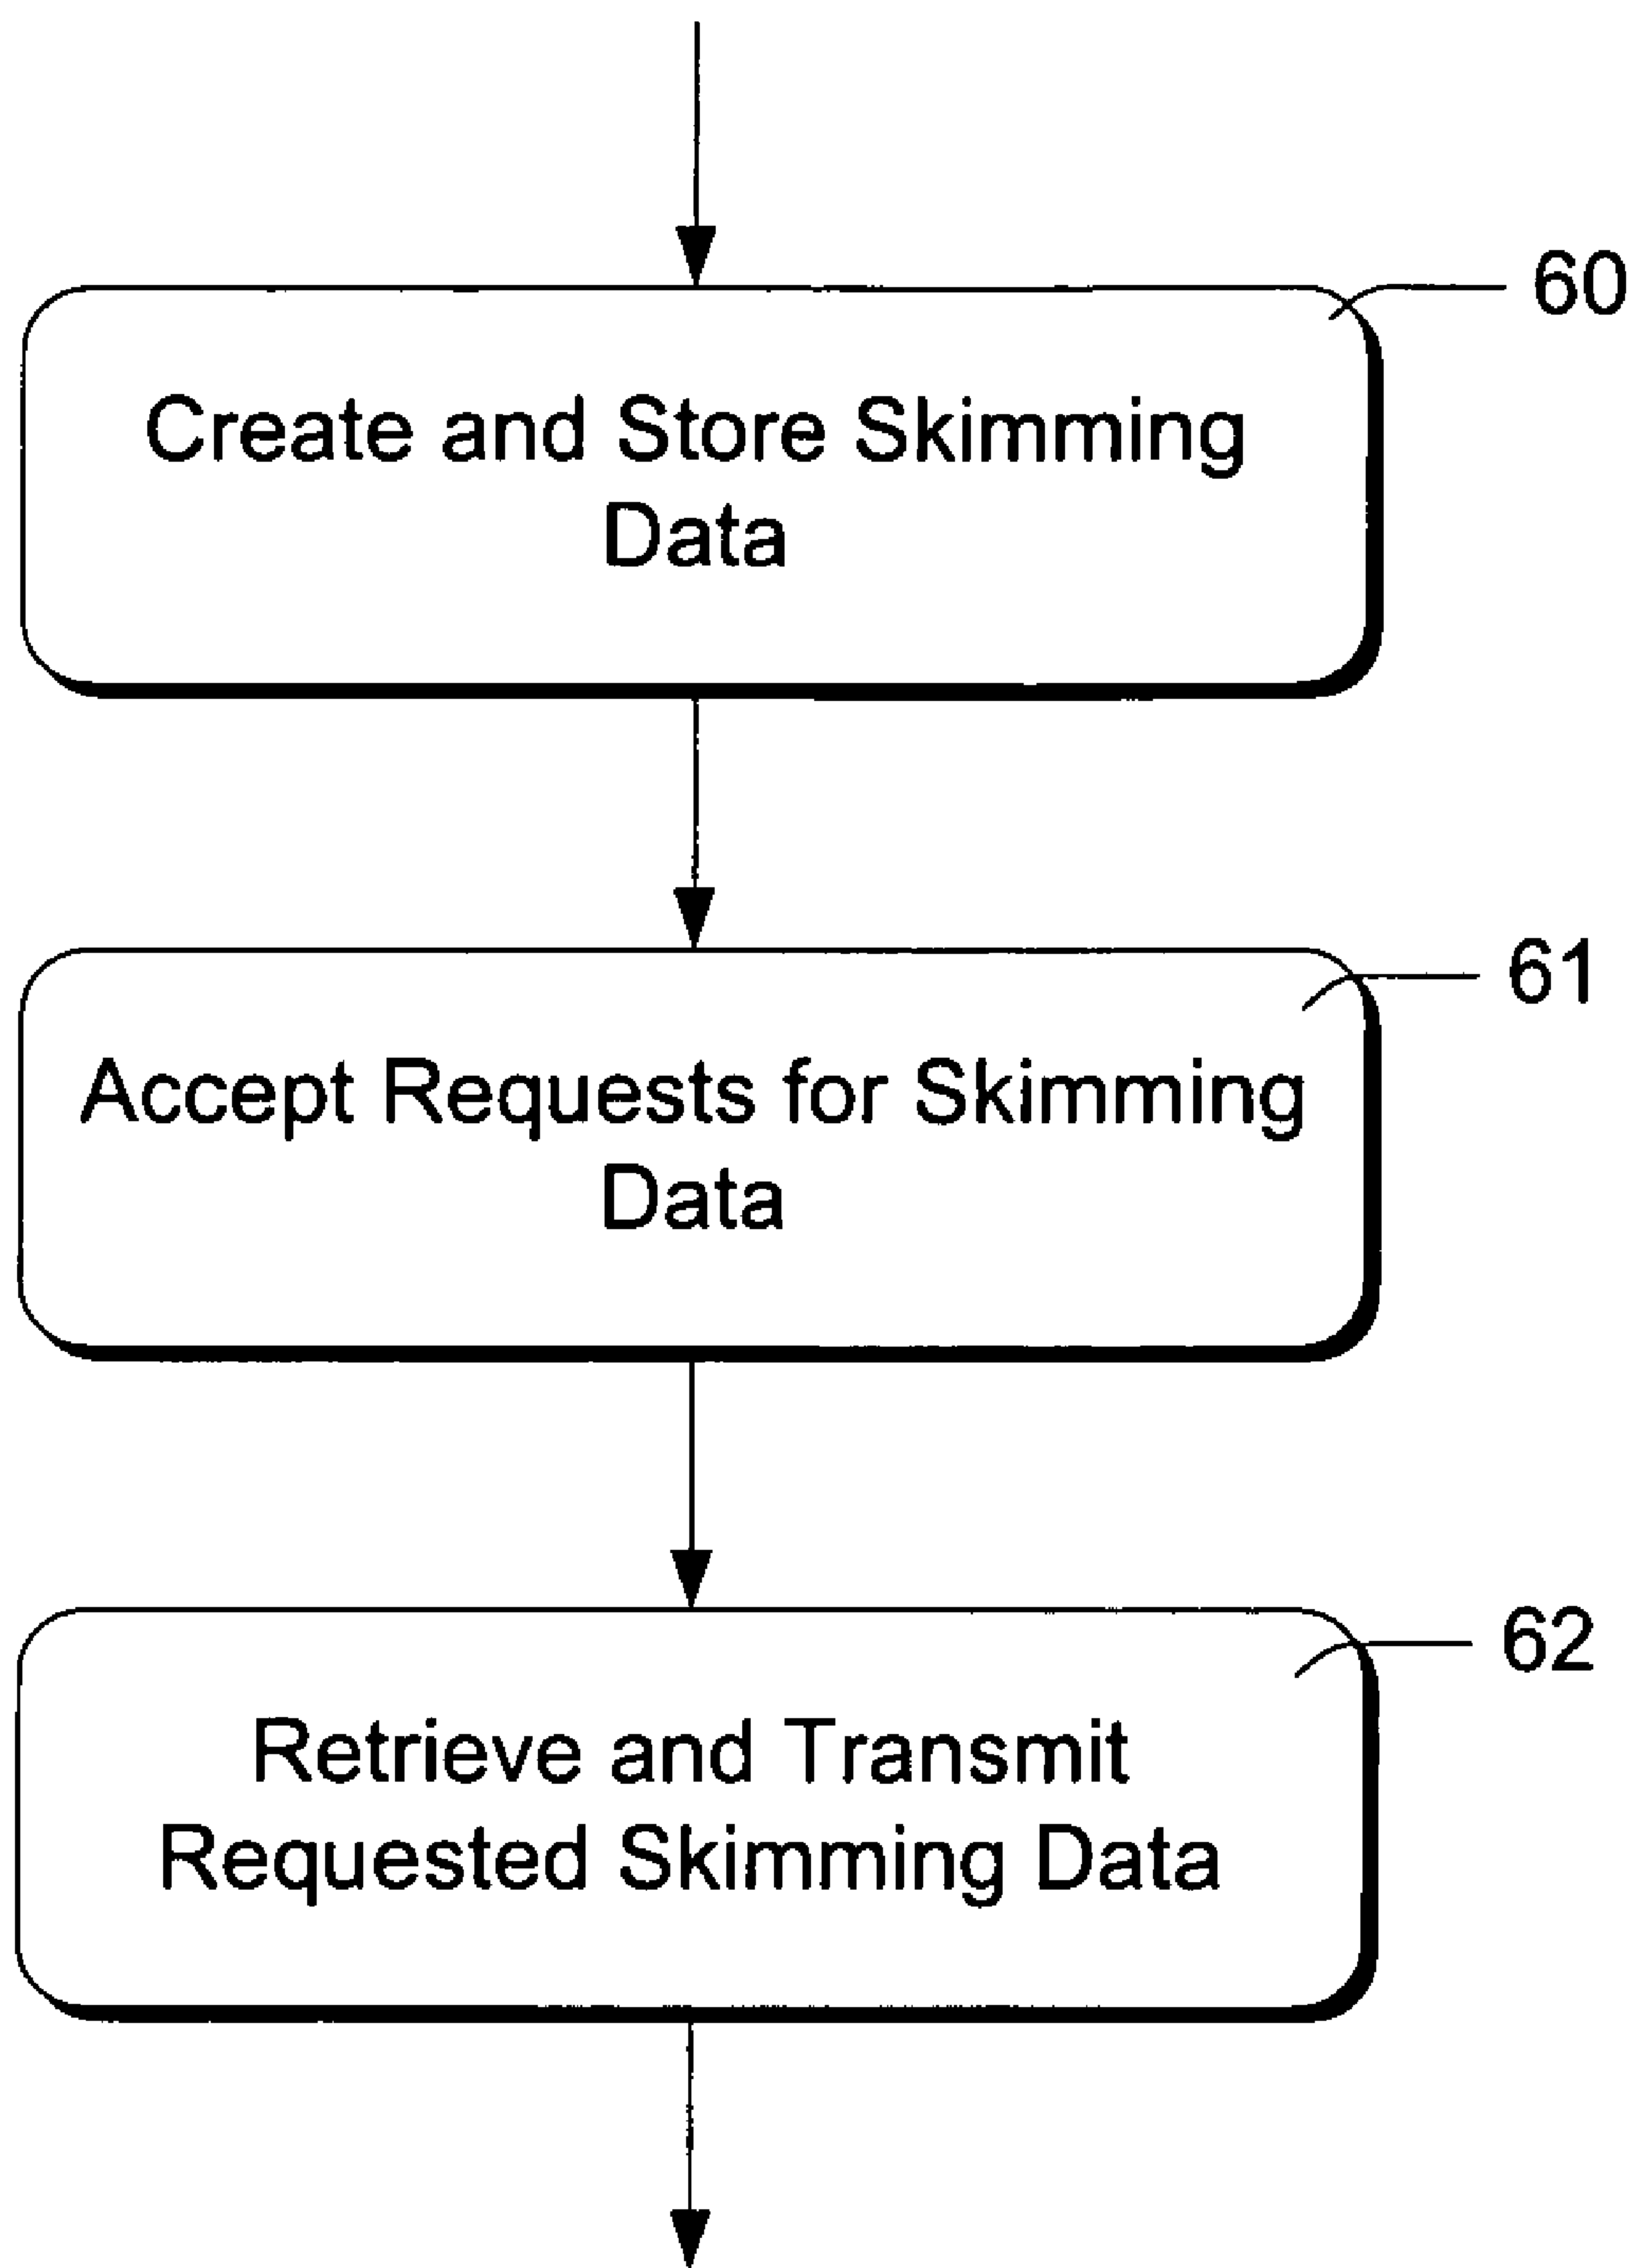 60
Create and Store Skimming
Data
61
Accept Requests for Skimming
Data
62
Retrieve and Transmit
Requested Skimming Data